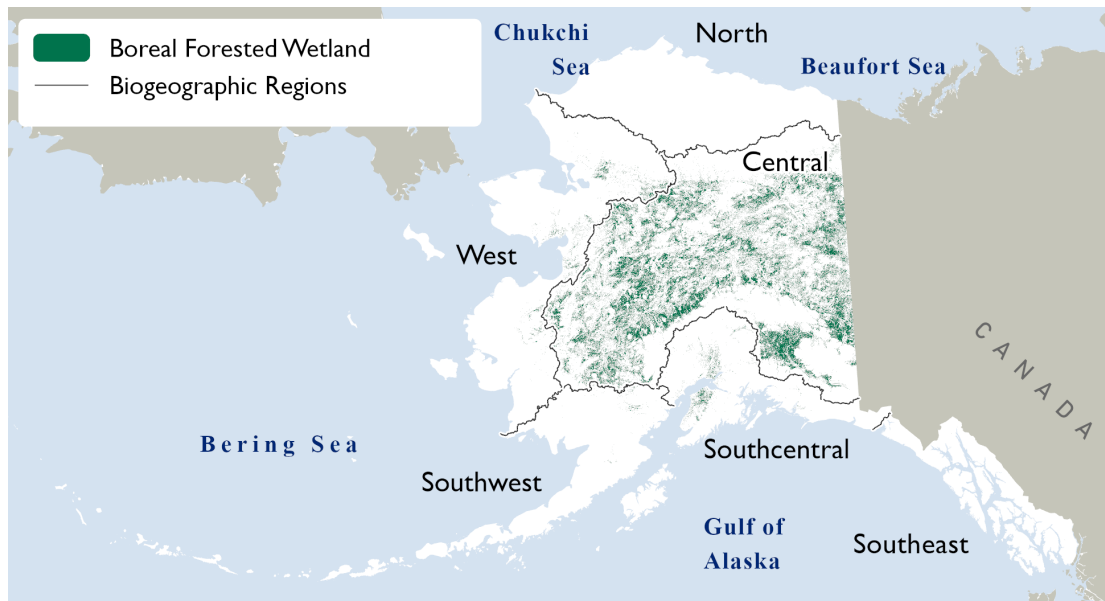 Boreal Forested Wetland
Biogeographic Regions
Chukchi
Sea
North
Beaufort Sea
Central
West
CANADA
Bering Sea
Southcentral
Southwest
Gulf of
Alaska
Southeast